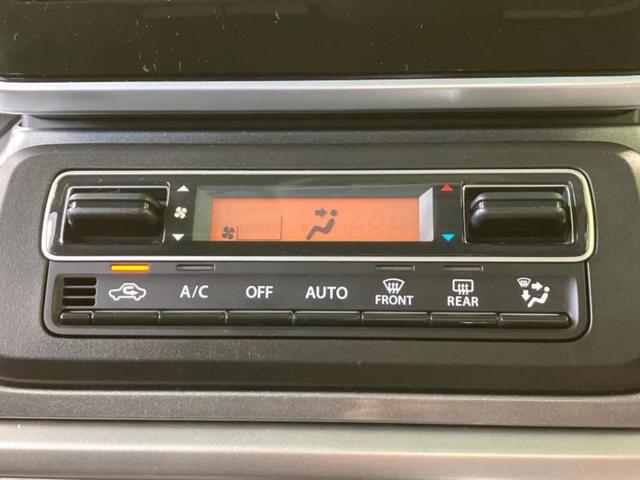 A/C OFF AUTO FRONT REAR